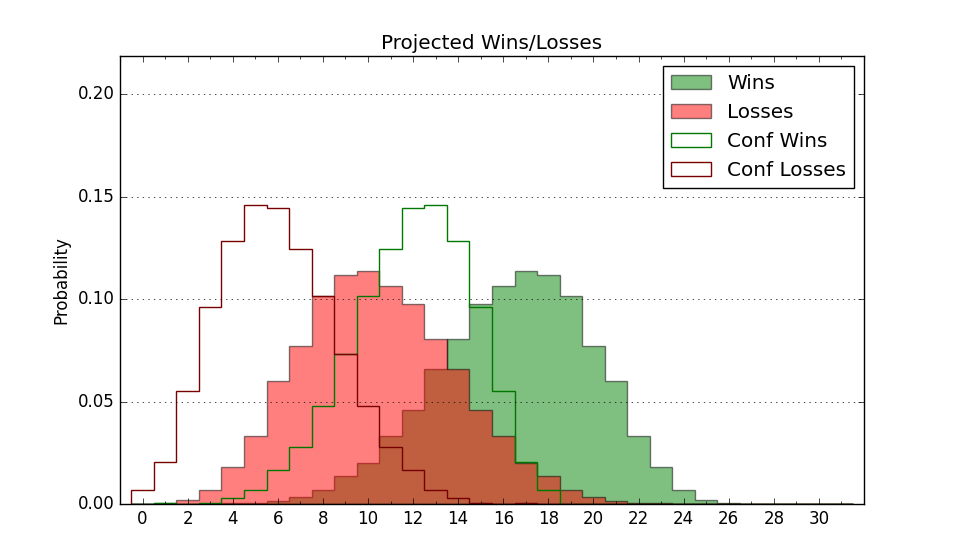 Projected Wins/Losses
Wins
Losses
Conf Wins
Conf Losses
Probability
0.20
0.15
0.10
0.05
0.00
0 2 4 6 8 10 12 14 16 18 20 22 24 26 28 30